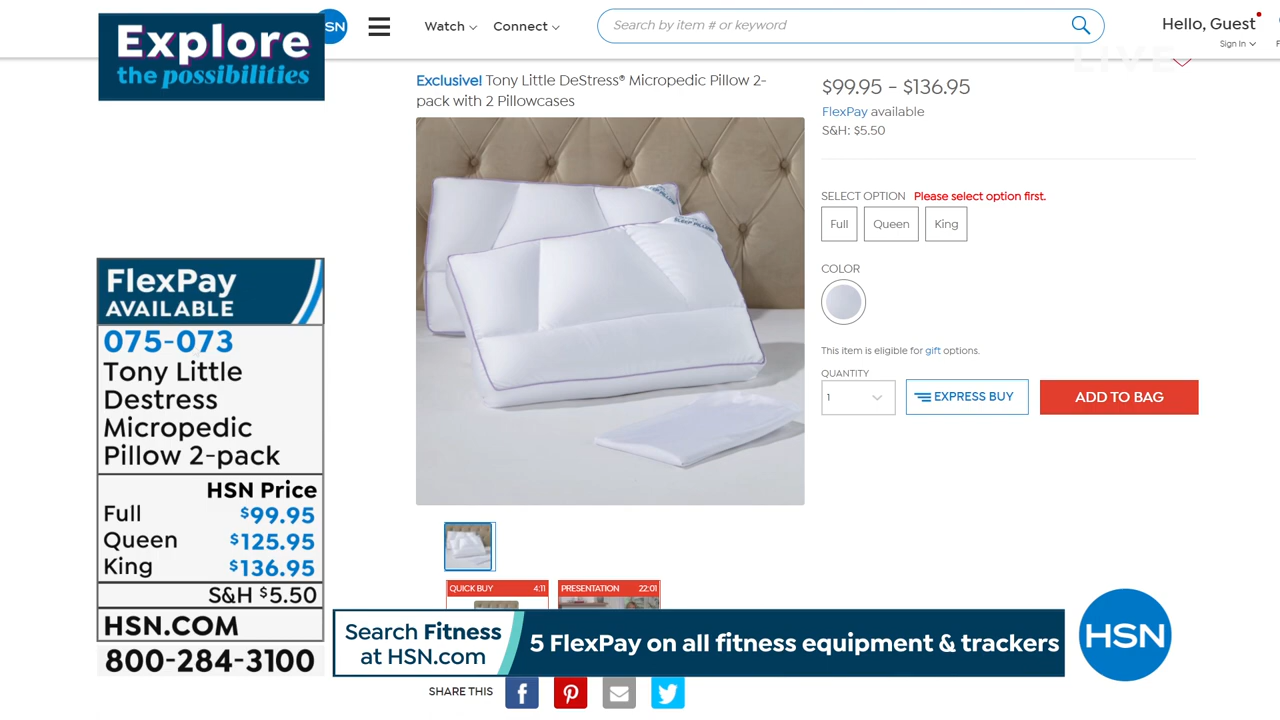 Explore
the possibilities
HSN
Watch
Connect
Search by item # or keyword
Hello, Guest
Sign In
LIVE
Exclusive! Tony Little DeStress® Micropedic Pillow 2-
pack with 2 Pillowcases
$99.95 - $136.95
FlexPay available
S&H: $5.50
SELECT OPTION Please select option first.
Full
Queen
King
COLOR
This item is eligible for gift options.
QUANTITY
1
EXPRESS BUY
ADD TO BAG
FlexPay
AVAILABLE
075-073
Tony Little
Destress
Micropedic
Pillow 2-pack
HSN Price
Full $99.95
Queen $125.95
King $136.95
S&H $5.50
HSN.COM
800-284-3100
QUICK BUY 4:11
PRESENTATION 22:01
Search Fitness
at HSN.com
5 FlexPay on all fitness equipment & trackers
HSN
SHARE THIS